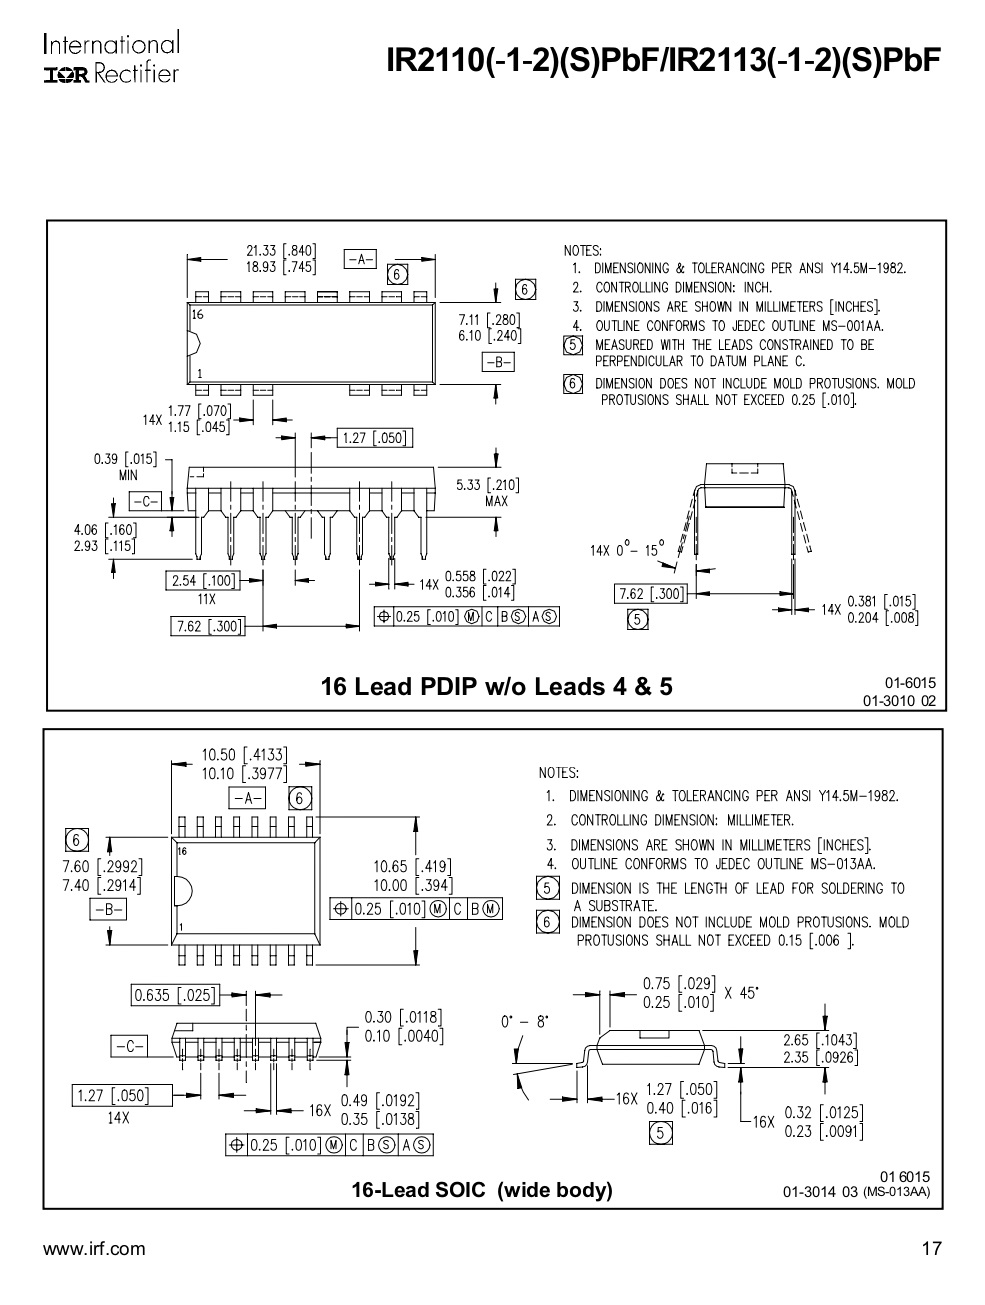 International
IOR Rectifier
IR2110(-1-2)(S)PbF/IR2113(-1-2)(S)PbF
21.33 [.840]
18.93 [.745]
-A-
6
6
16
1
7.11 [.280]
6.10 [.240]
-B-
14X 1.77 [.070]
1.15 [.045]
1.27 [.050]
0.39 [.015]
MIN
-C-
5.33 [.210]
MAX
4.06 [.160]
2.93 [.115]
2.54 [.100]
11X
14X 0.558 [.022]
0.356 [.014]
⌖ 0.25 [.010] Ⓜ C B Ⓢ A Ⓢ
7.62 [.300]
NOTES:
1. DIMENSIONING & TOLERANCING PER ANSI Y14.5M-1982.
2. CONTROLLING DIMENSION: INCH.
3. DIMENSIONS ARE SHOWN IN MILLIMETERS [INCHES].
4. OUTLINE CONFORMS TO JEDEC OUTLINE MS-001AA.
5 MEASURED WITH THE LEADS CONSTRAINED TO BE
PERPENDICULAR TO DATUM PLANE C.
6 DIMENSION DOES NOT INCLUDE MOLD PROTUSIONS. MOLD
PROTUSIONS SHALL NOT EXCEED 0.25 [.010].
14X 0°- 15°
7.62 [.300]
5
14X 0.381 [.015]
0.204 [.008]
16 Lead PDIP w/o Leads 4 & 5
01-6015
01-3010 02
10.50 [.4133]
10.10 [.3977]
-A-
6
6
7.60 [.2992]
7.40 [.2914]
-B-
16
1
10.65 [.419]
10.00 [.394]
⌖ 0.25 [.010] Ⓜ C B Ⓜ
0.635 [.025]
-C-
0.30 [.0118]
0.10 [.0040]
1.27 [.050]
14X
16X 0.49 [.0192]
0.35 [.0138]
⌖ 0.25 [.010] Ⓜ C B Ⓢ A Ⓢ
NOTES:
1. DIMENSIONING & TOLERANCING PER ANSI Y14.5M-1982.
2. CONTROLLING DIMENSION: MILLIMETER.
3. DIMENSIONS ARE SHOWN IN MILLIMETERS [INCHES].
4. OUTLINE CONFORMS TO JEDEC OUTLINE MS-013AA.
5 DIMENSION IS THE LENGTH OF LEAD FOR SOLDERING TO
A SUBSTRATE.
6 DIMENSION DOES NOT INCLUDE MOLD PROTUSIONS. MOLD
PROTUSIONS SHALL NOT EXCEED 0.15 [.006 ].
0.75 [.029]
0.25 [.010] X 45°
0° - 8°
2.65 [.1043]
2.35 [.0926]
16X 1.27 [.050]
0.40 [.016]
5
16X 0.32 [.0125]
0.23 [.0091]
16-Lead SOIC (wide body)
01 6015
01-3014 03 (MS-013AA)
www.irf.com
17